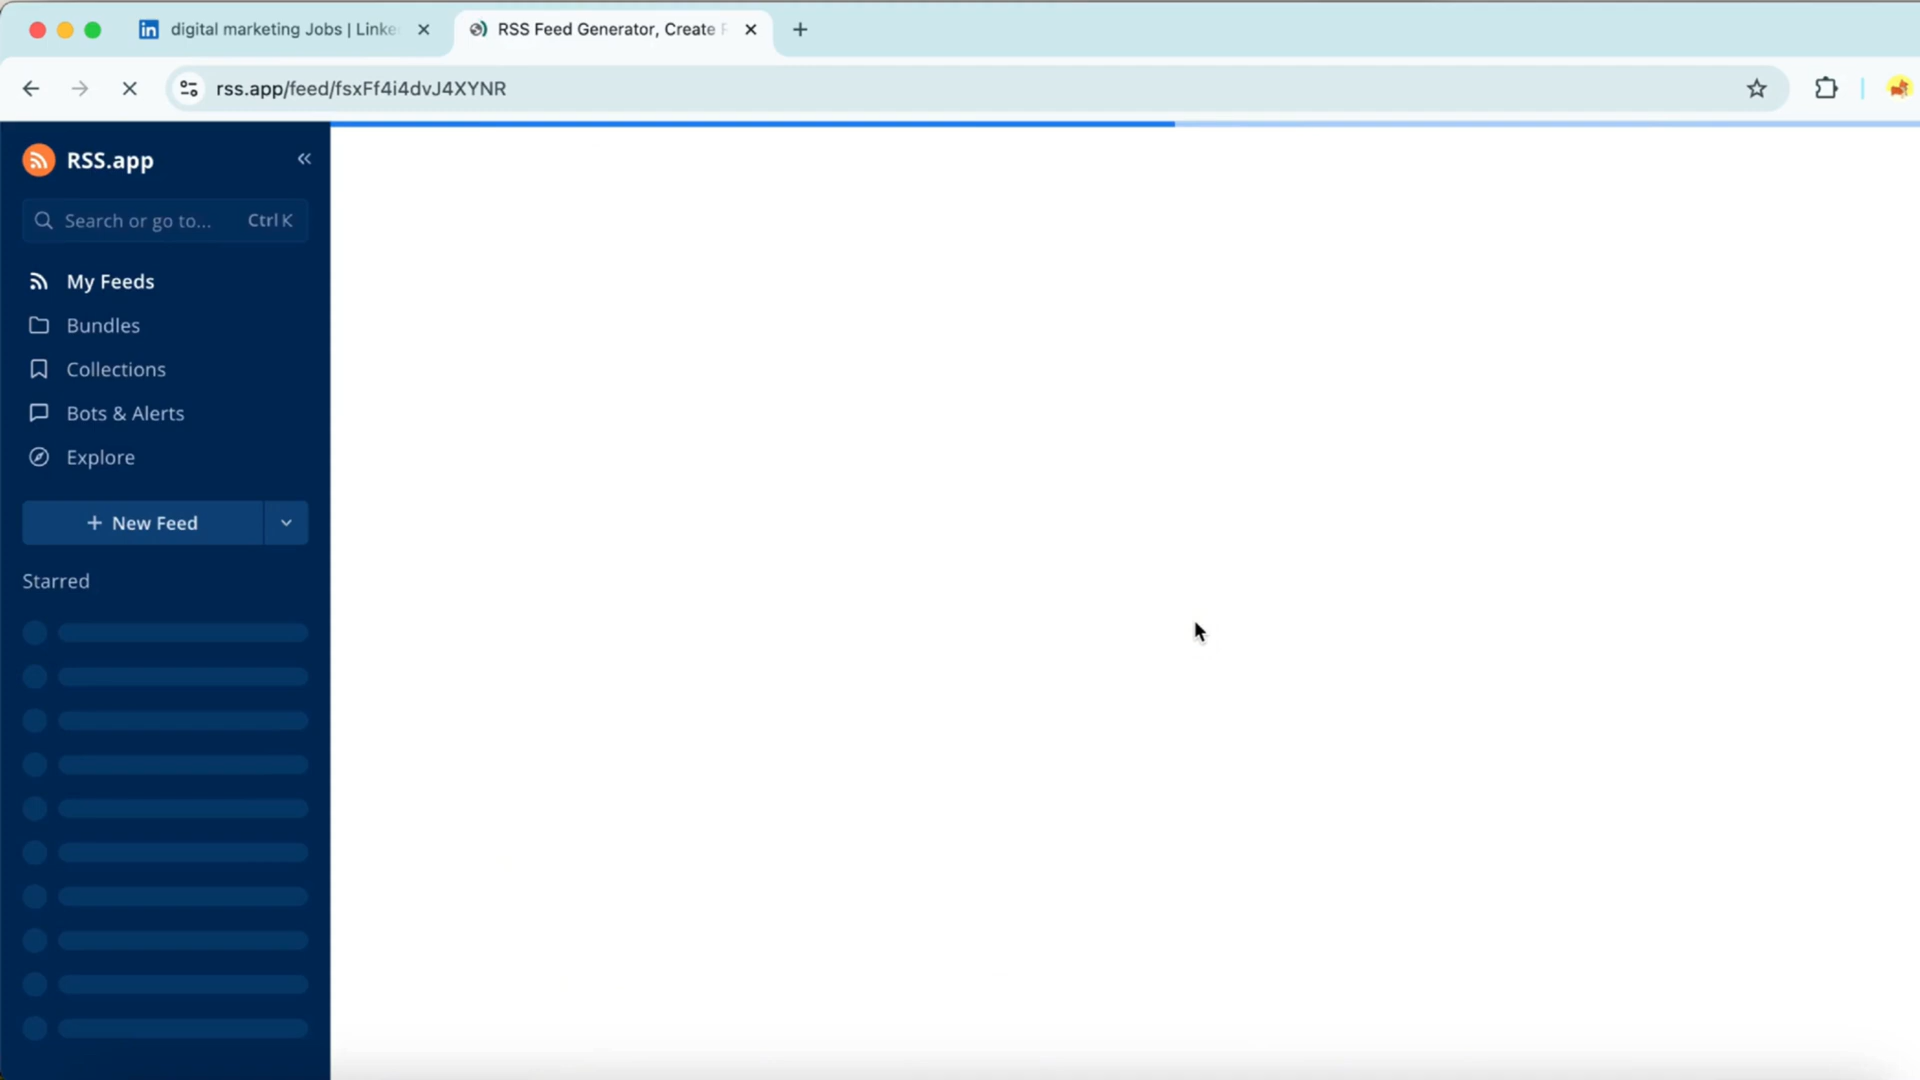 digital marketing Jobs | Linke
RSS Feed Generator, Create F
rss.app/feed/fsxFf4i4dvJ4XYNR
RSS.app
Search or go to... Ctrl K
My Feeds
Bundles
Collections
Bots & Alerts
Explore
+ New Feed
Starred